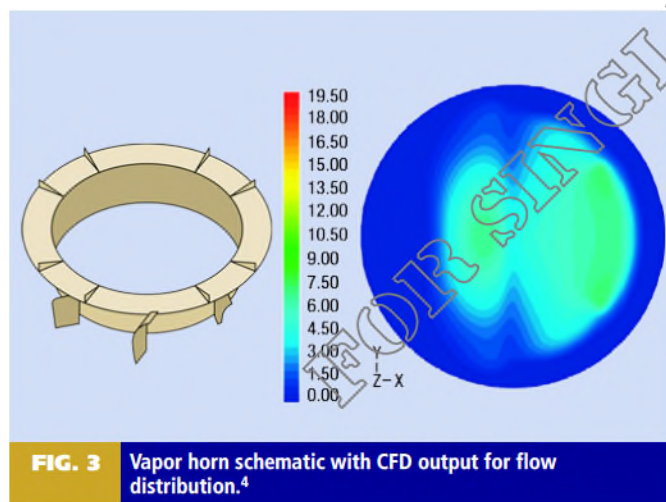 19.50
18.00
16.50
15.00
13.50
12.00
10.50
9.00
7.50
6.00
4.50
3.00
1.50
0.00
Y
Z-X
FOR SINGL
FIG. 3 Vapor horn schematic with CFD output for flow
distribution.4